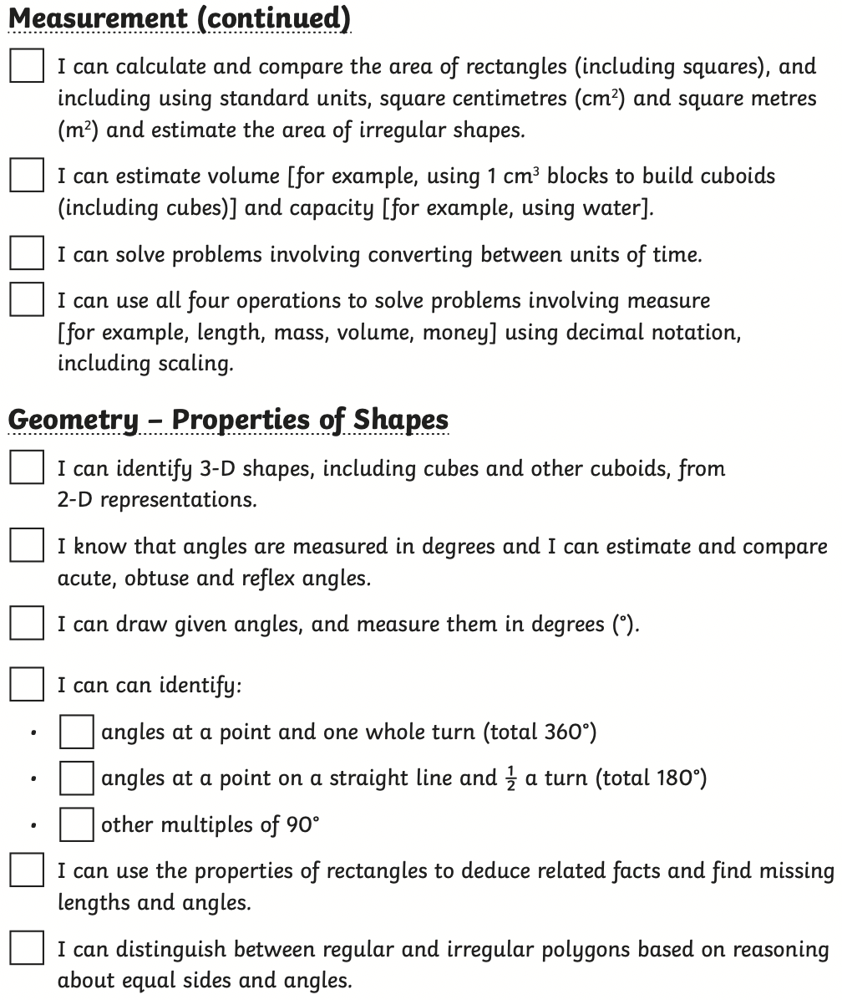 Measurement (continued)
I can calculate and compare the area of rectangles (including squares), and
including using standard units, square centimetres (cm²) and square metres
(m²) and estimate the area of irregular shapes.
I can estimate volume [for example, using 1 cm³ blocks to build cuboids
(including cubes)] and capacity [for example, using water].
I can solve problems involving converting between units of time.
I can use all four operations to solve problems involving measure
[for example, length, mass, volume, money] using decimal notation,
including scaling.
Geometry – Properties of Shapes
I can identify 3-D shapes, including cubes and other cuboids, from
2-D representations.
I know that angles are measured in degrees and I can estimate and compare
acute, obtuse and reflex angles.
I can draw given angles, and measure them in degrees (°).
I can can identify:
• angles at a point and one whole turn (total 360°)
• angles at a point on a straight line and ½ a turn (total 180°)
• other multiples of 90°
I can use the properties of rectangles to deduce related facts and find missing
lengths and angles.
I can distinguish between regular and irregular polygons based on reasoning
about equal sides and angles.